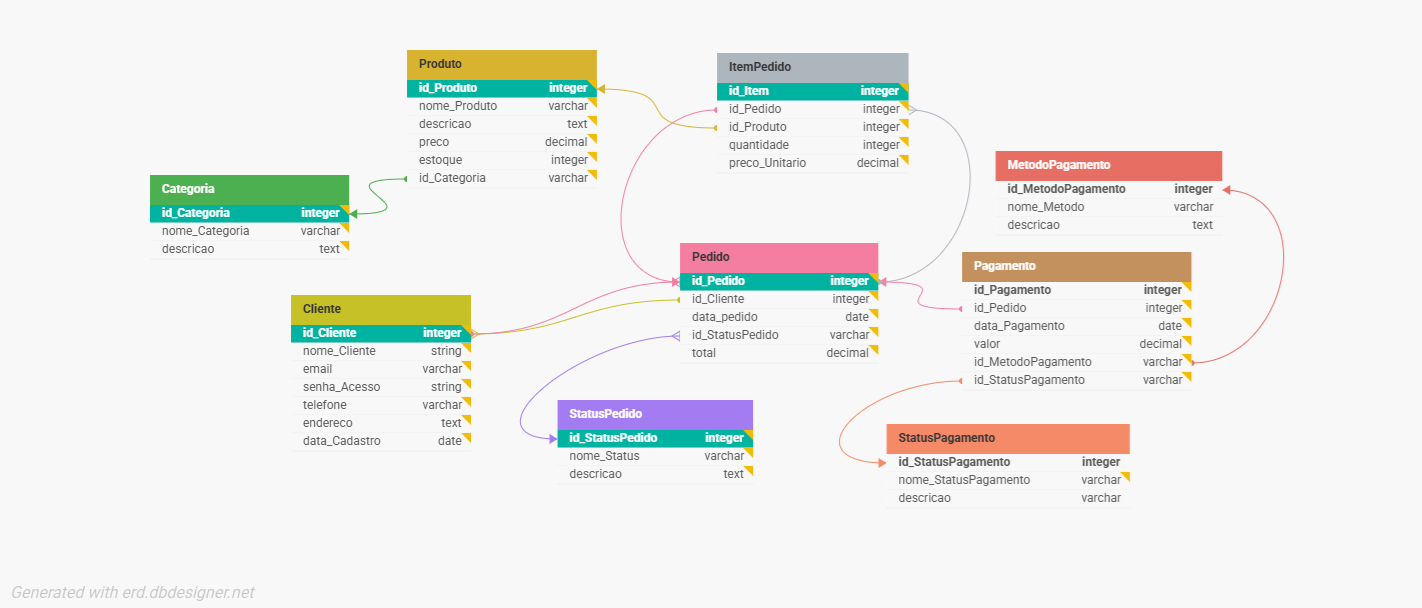 Produto
id_Produto integer
nome_Produto varchar
descricao text
preco decimal
estoque integer
id_Categoria varchar
ItemPedido
id_Item integer
id_Pedido integer
id_Produto integer
quantidade integer
preco_Unitario decimal
MetodoPagamento
id_MetodoPagamento integer
nome_Metodo varchar
descricao text
Categoria
id_Categoria integer
nome_Categoria varchar
descricao text
Pedido
id_Pedido integer
id_Cliente integer
data_pedido date
id_StatusPedido varchar
total decimal
Pagamento
id_Pagamento integer
id_Pedido integer
data_Pagamento date
valor decimal
id_MetodoPagamento varchar
id_StatusPagamento varchar
Cliente
id_Cliente integer
nome_Cliente string
email varchar
senha_Acesso string
telefone varchar
endereco text
data_Cadastro date
StatusPedido
id_StatusPedido integer
nome_Status varchar
descricao text
StatusPagamento
id_StatusPagamento integer
nome_StatusPagamento varchar
descricao varchar
Generated with erd.dbdesigner.net